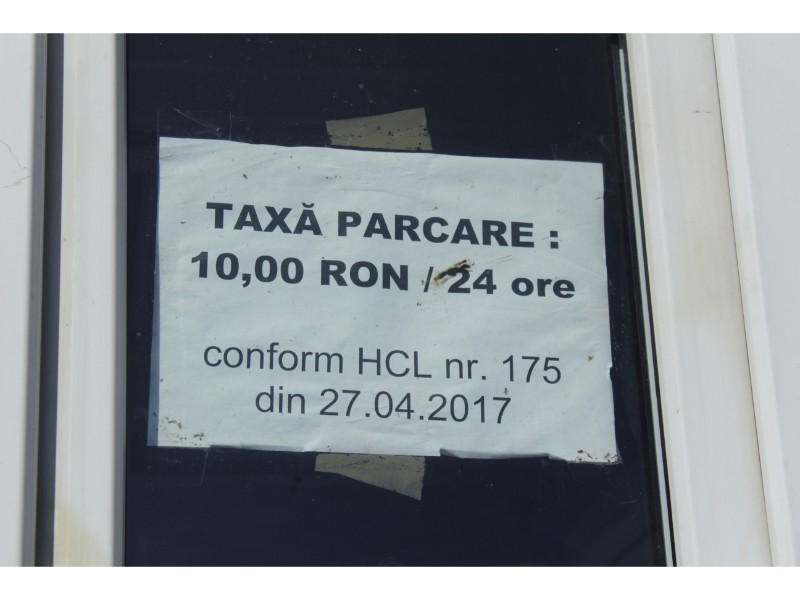 TAXĂ PARCARE :
10,00 RON / 24 ore
conform HCL nr. 175
din 27.04.2017